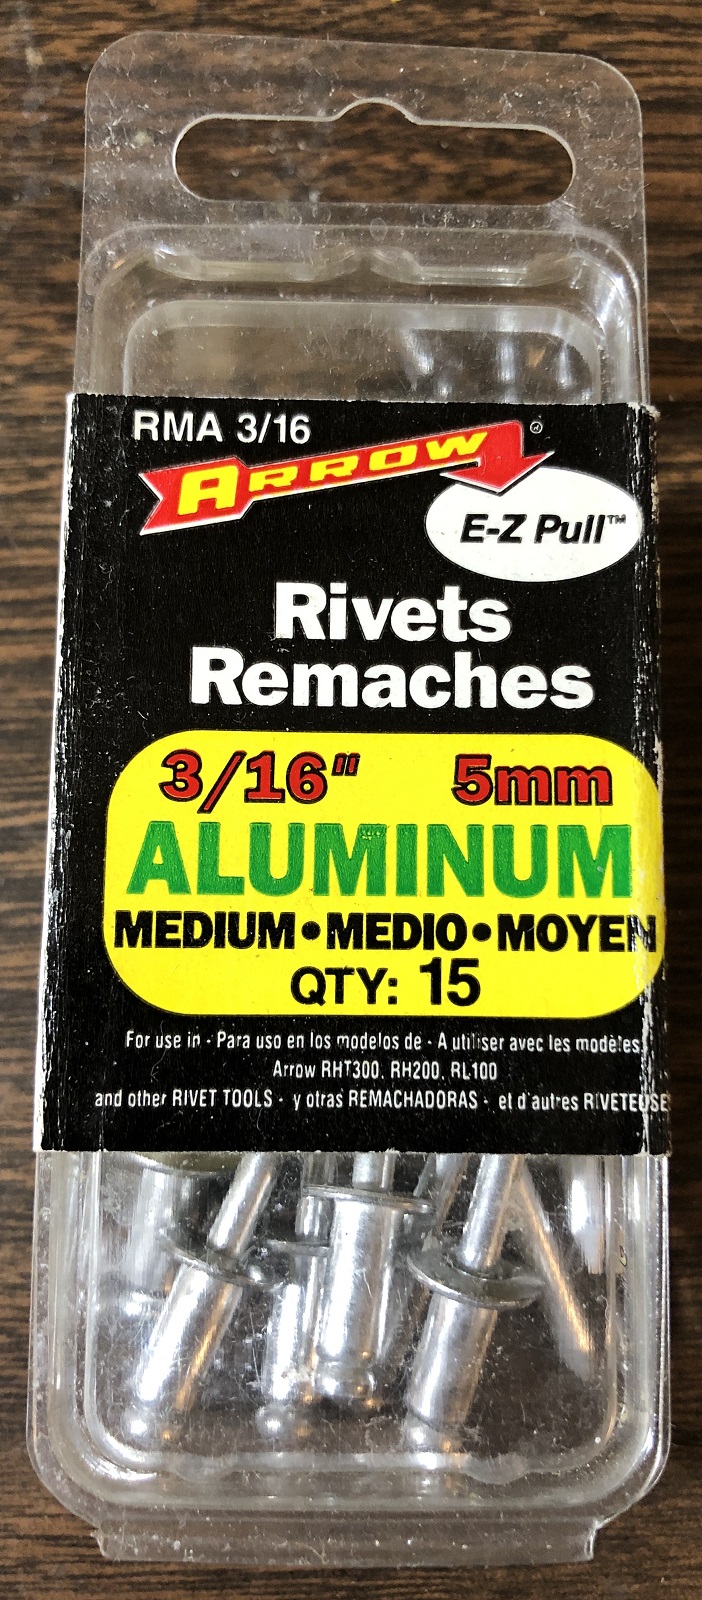 RMA 3/16
ARROW®
E-Z Pull™
Rivets
Remaches
3/16" 5mm
ALUMINUM
MEDIUM•MEDIO•MOYEN
QTY: 15
For use in - Para uso en los modelos de - A utiliser avec les modèles
Arrow RHT300, RH200, RL100
and other RIVET TOOLS - y otras REMACHADORAS - et d'autres RIVETEUSE